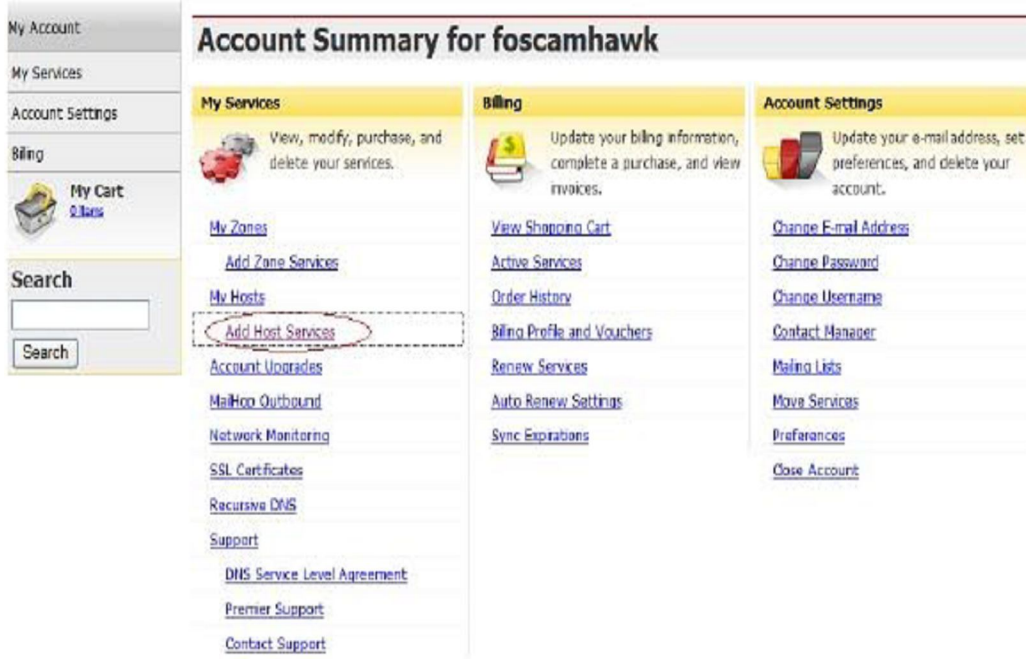 My Account
My Services
Account Settings
Billing
My Cart
0 Items
Search
Search
Account Summary for foscamhawk
My Services
View, modify, purchase, and
delete your services.
My Zones
Add Zone Services
My Hosts
Add Host Services
Account Upgrades
MailHop Outbound
Network Monitoring
SSL Certificates
Recursive DNS
Support
DNS Service Level Agreement
Premier Support
Contact Support
Billing
Update your billing information,
complete a purchase, and view
invoices.
View Shopping Cart
Active Services
Order History
Billing Profile and Vouchers
Renew Services
Auto Renew Settings
Sync Expirations
Account Settings
Update your e-mail address, set
preferences, and delete your
account.
Change E-mail Address
Change Password
Change Username
Contact Manager
Mailing Lists
Move Services
Preferences
Close Account